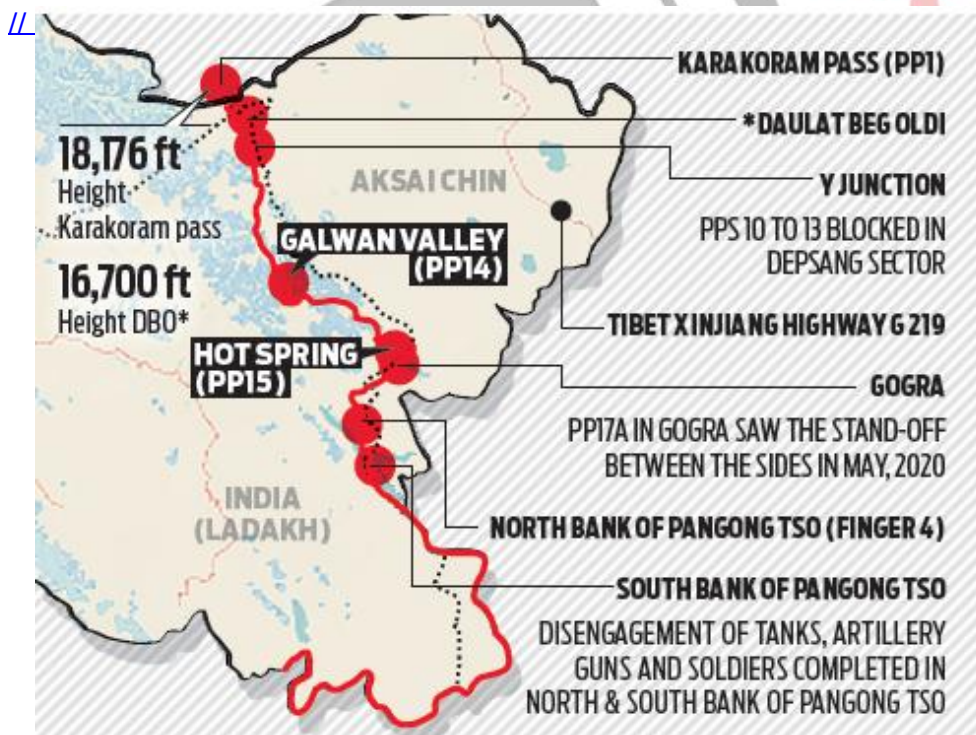 //
KARAKORAM PASS (PP1)
*DAULAT BEG OLDI
18,176 ft
Height
Karakoram pass
AKSAI CHIN
Y JUNCTION
PPS 10 TO 13 BLOCKED IN
DEPSANG SECTOR
GALWAN VALLEY
(PP14)
16,700 ft
Height DBO*
TIBET XINJIANG HIGHWAY G 219
HOT SPRING
(PP15)
GOGRA
PP17A IN GOGRA SAW THE STAND-OFF
BETWEEN THE SIDES IN MAY, 2020
INDIA
(LADAKH)
NORTH BANK OF PANGONG TSO (FINGER 4)
SOUTH BANK OF PANGONG TSO
DISENGAGEMENT OF TANKS, ARTILLERY
GUNS AND SOLDIERS COMPLETED IN
NORTH & SOUTH BANK OF PANGONG TSO